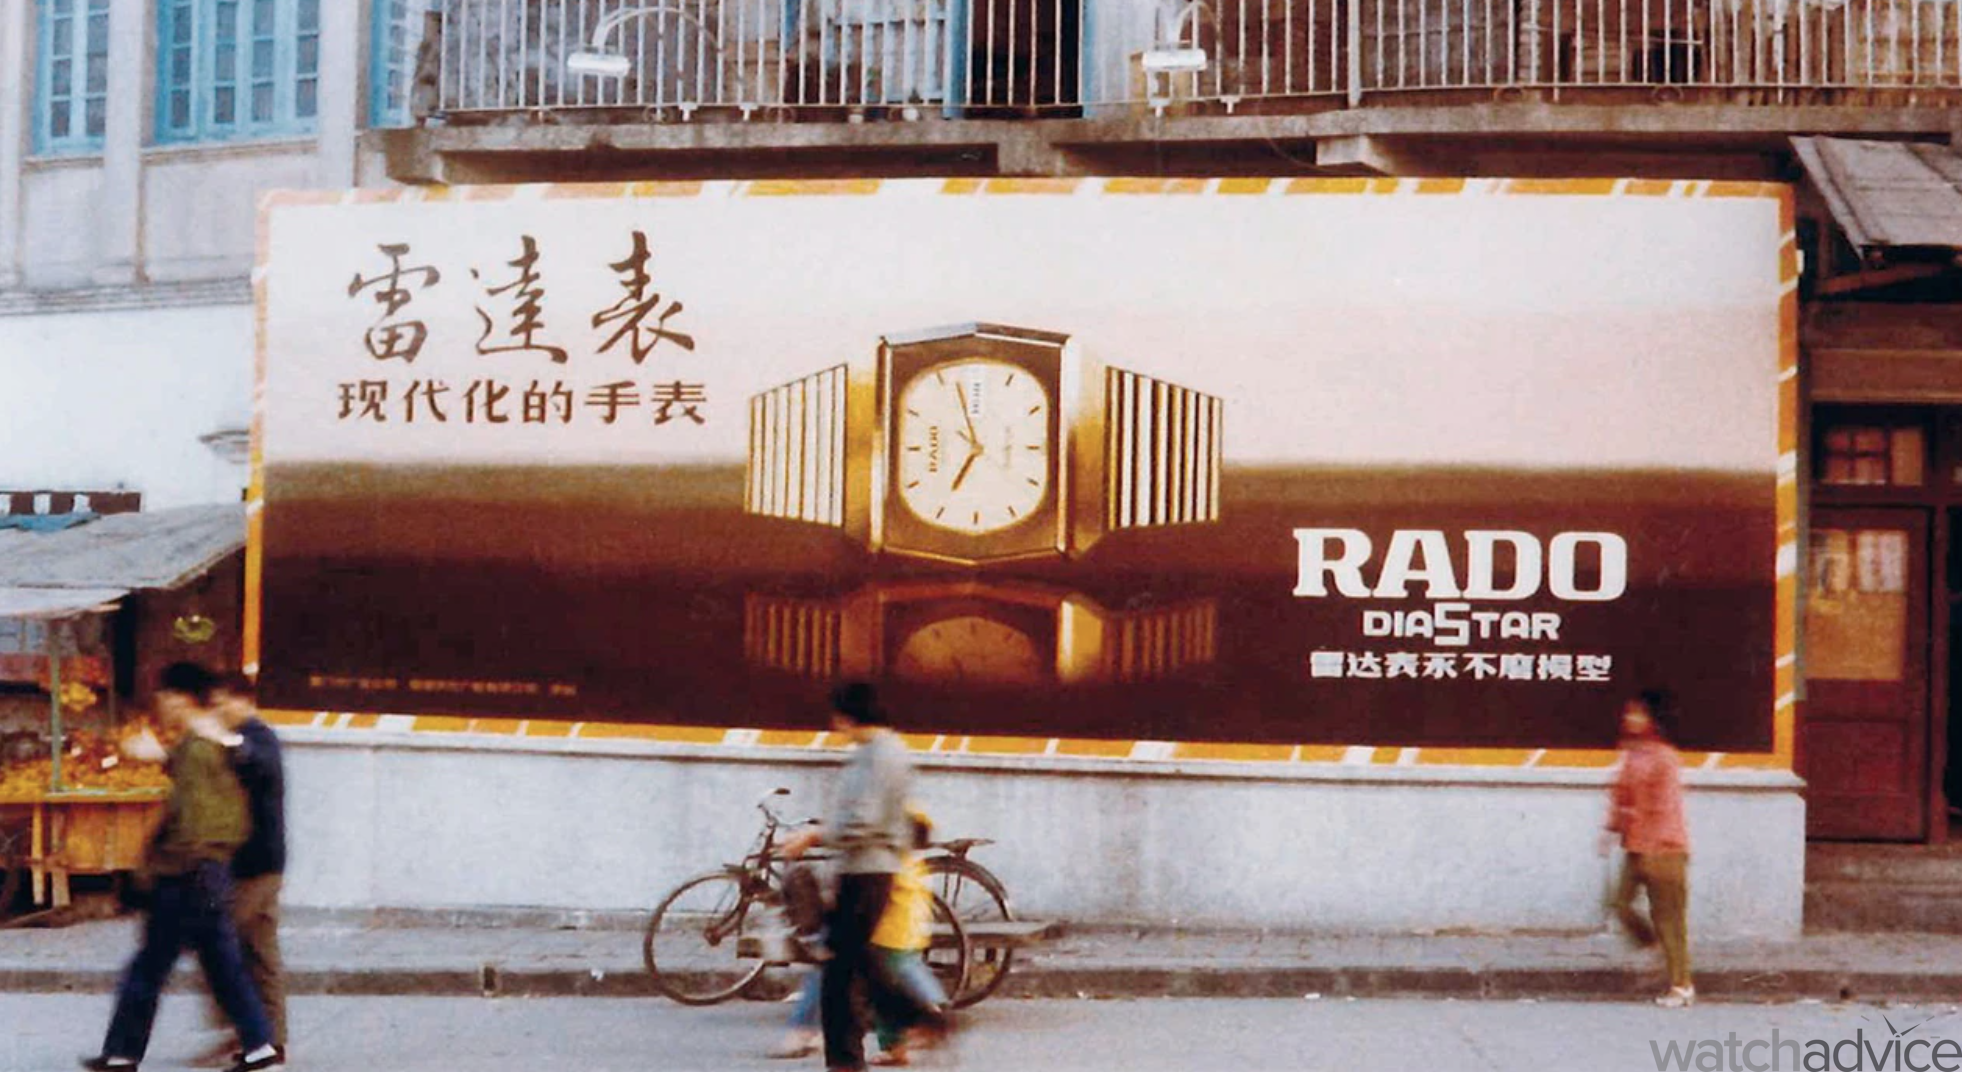 雷達表
现代化的手表
RADO
RADO
DIASTAR
雷达表永不磨损型
watchadvice